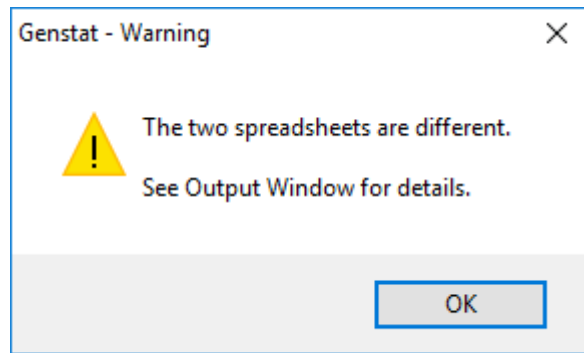 Genstat - Warning
The two spreadsheets are different.
See Output Window for details.
OK